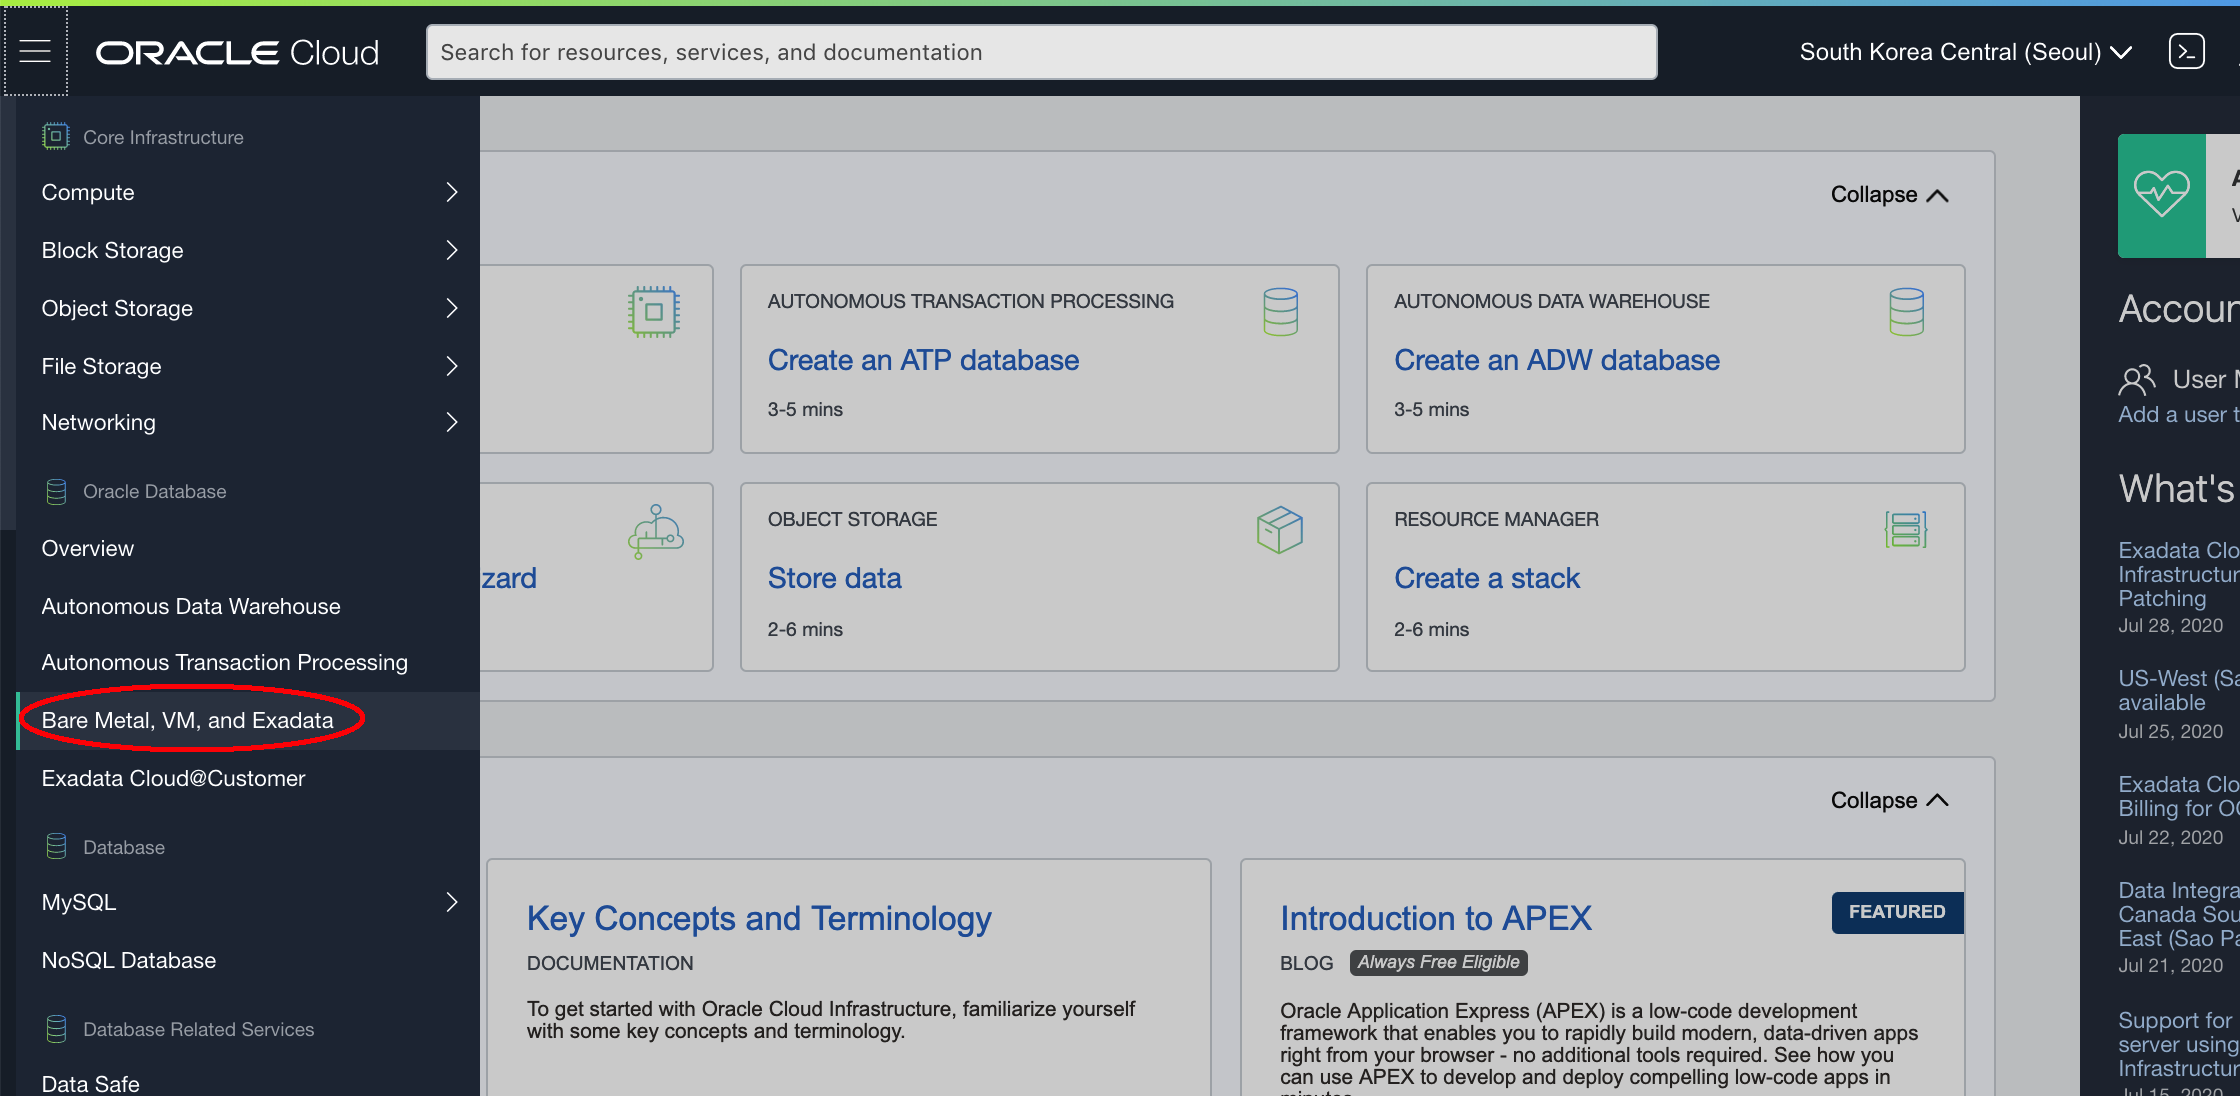 ORACLE Cloud
Search for resources, services, and documentation
South Korea Central (Seoul)
Core Infrastructure
Compute
Block Storage
Object Storage
File Storage
Networking
Oracle Database
Overview
Autonomous Data Warehouse
Autonomous Transaction Processing
Bare Metal, VM, and Exadata
Exadata Cloud@Customer
Database
MySQL
NoSQL Database
Database Related Services
Data Safe
Collapse
AUTONOMOUS TRANSACTION PROCESSING
Create an ATP database
3-5 mins
AUTONOMOUS DATA WAREHOUSE
Create an ADW database
3-5 mins
zard
OBJECT STORAGE
Store data
2-6 mins
RESOURCE MANAGER
Create a stack
2-6 mins
Collapse
Key Concepts and Terminology
DOCUMENTATION
To get started with Oracle Cloud Infrastructure, familiarize yourself
with some key concepts and terminology.
Introduction to APEX
FEATURED
BLOG Always Free Eligible
Oracle Application Express (APEX) is a low-code development
framework that enables you to rapidly build modern, data-driven apps
right from your browser - no additional tools required. See how you
can use APEX to develop and deploy compelling low-code apps in
Accoun
User
Add a user t
What's
Exadata Clo
Infrastructur
Patching
Jul 28, 2020
US-West (Sa
available
Jul 25, 2020
Exadata Clo
Billing for OC
Jul 22, 2020
Data Integra
Canada Sou
East (Sao Pa
Jul 21, 2020
Support for
server using
Infrastructur
Jul 15, 2020